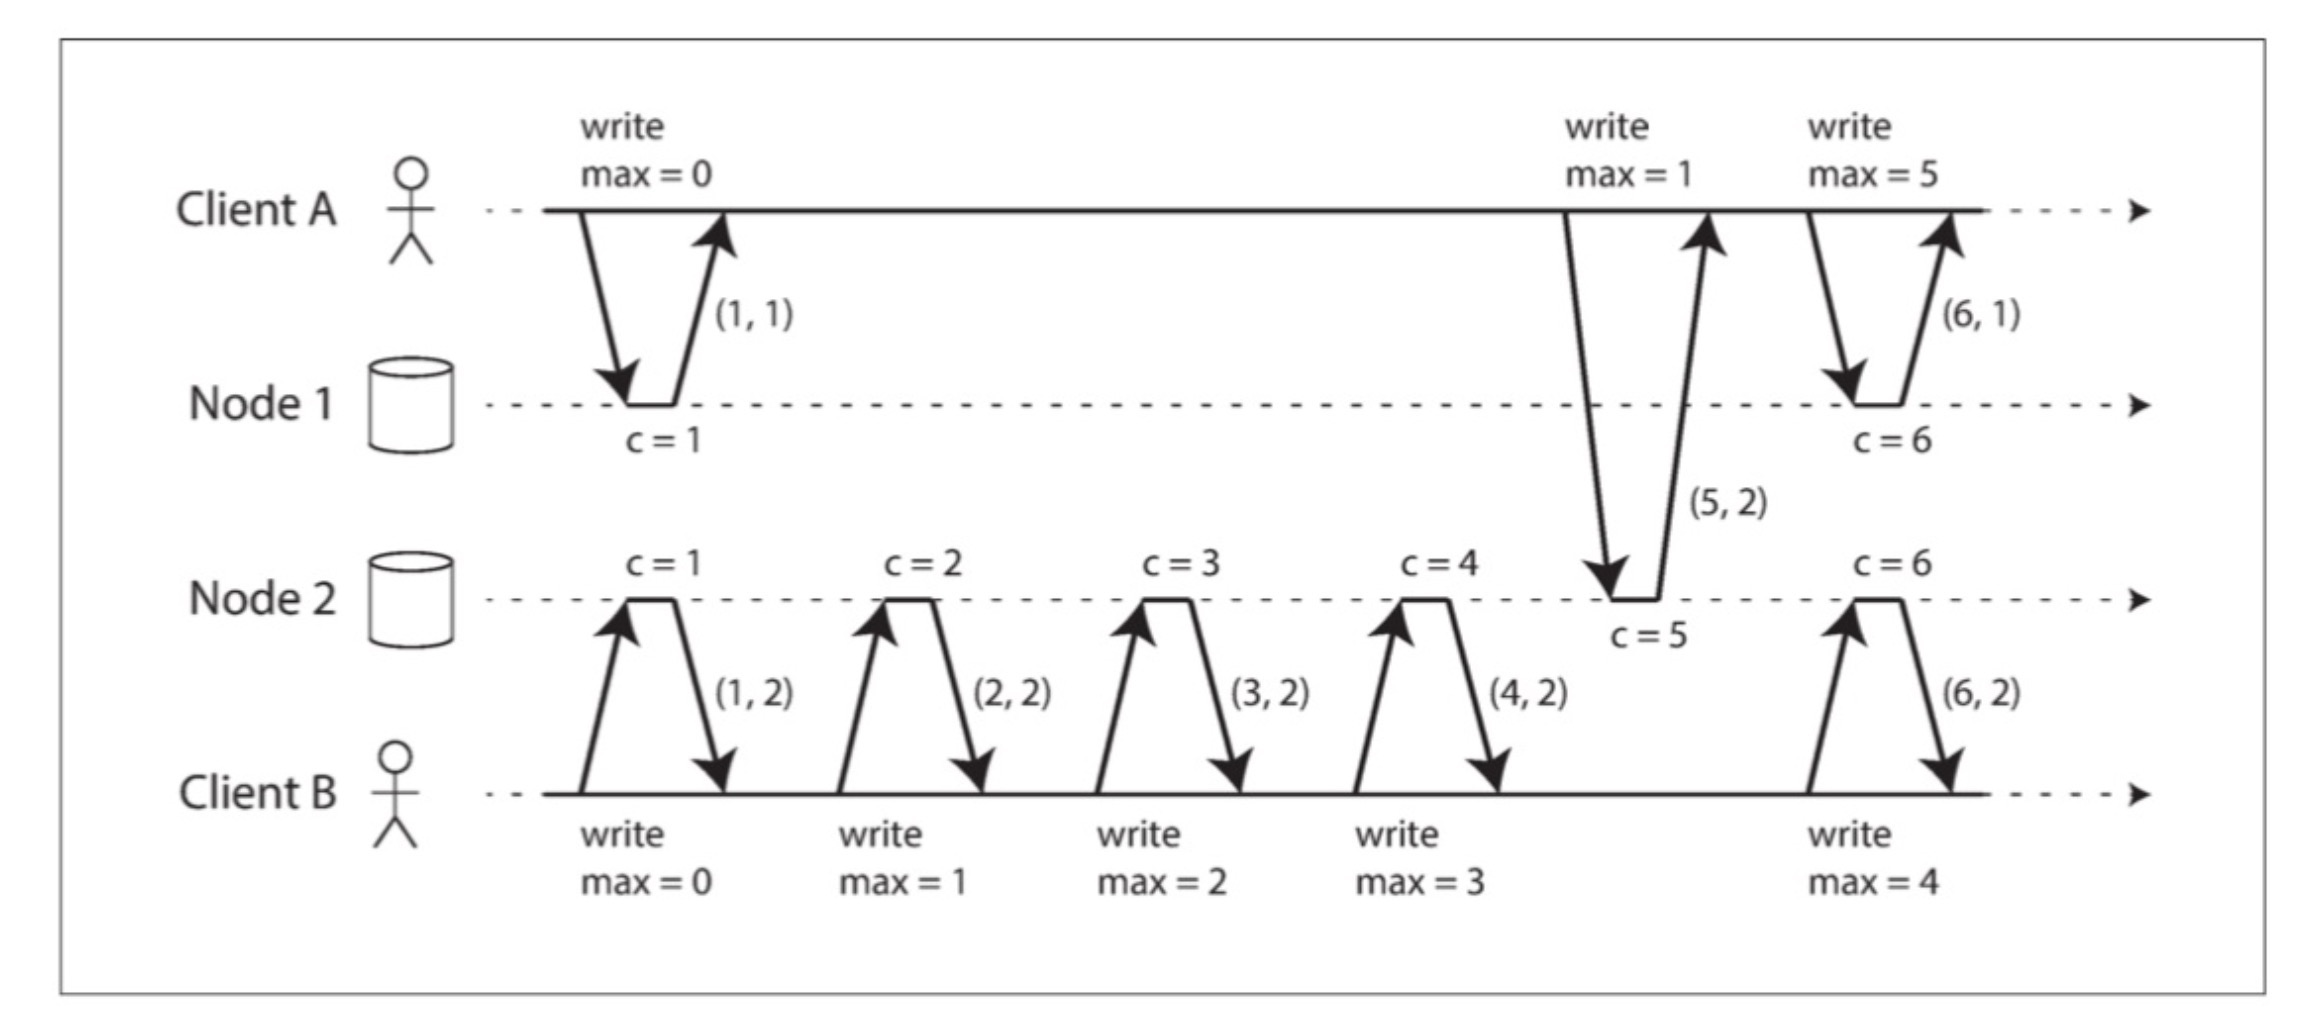 write
max = 0
write
max = 1
write
max = 5
Client A
(1, 1)
(6, 1)
Node 1
c = 1
c = 6
(5, 2)
Node 2
c = 1
c = 2
c = 3
c = 4
c = 6
c = 5
(1, 2)
(2, 2)
(3, 2)
(4, 2)
(6, 2)
Client B
write
max = 0
write
max = 1
write
max = 2
write
max = 3
write
max = 4